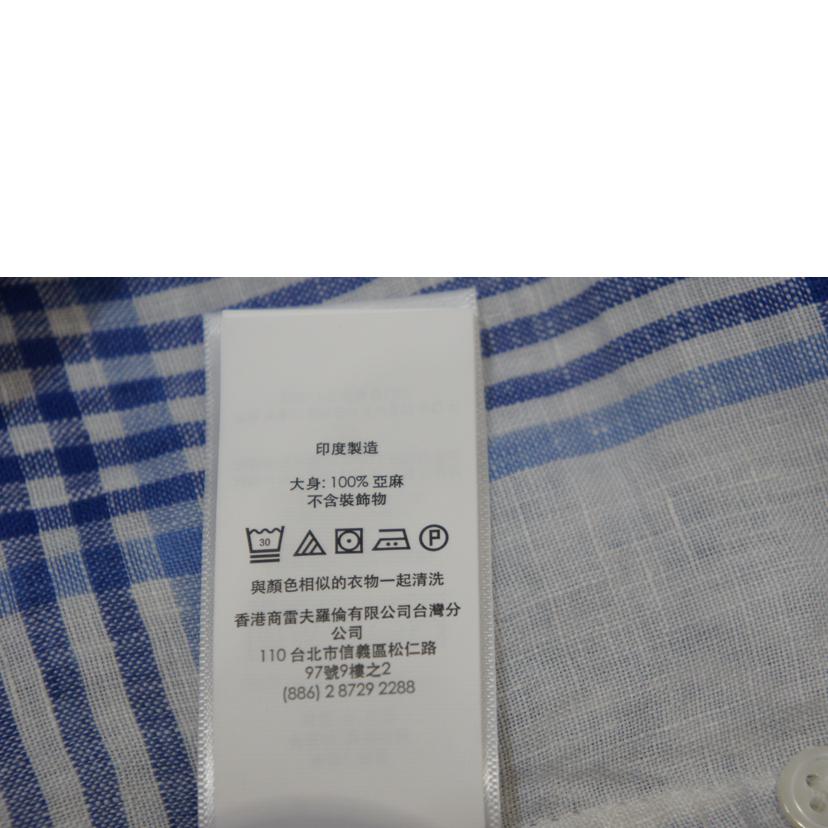 印度製造
大身: 100% 亞麻
不含裝飾物
30 P
與顏色相似的衣物一起清洗
香港商雷夫羅倫有限公司台灣分
公司
110 台北市信義區松仁路
97號9樓之2
(886) 2 8729 2288